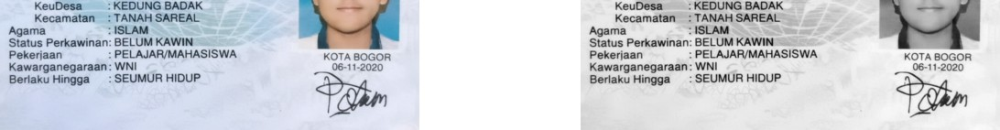 KeuDesa : KEDUNG BADAK
Kecamatan : TANAH SAREAL
Agama : ISLAM
Status Perkawinan: BELUM KAWIN
Pekerjaan : PELAJAR/MAHASISWA
Kawarganegaraan: WNI
Berlaku Hingga : SEUMUR HIDUP
KOTA BOGOR
06-11-2020
KeuDesa : KEDUNG BADAK
Kecamatan : TANAH SAREAL
Agama : ISLAM
Status Perkawinan: BELUM KAWIN
Pekerjaan : PELAJAR/MAHASISWA
Kawarganegaraan: WNI
Berlaku Hingga : SEUMUR HIDUP
KOTA BOGOR
06-11-2020